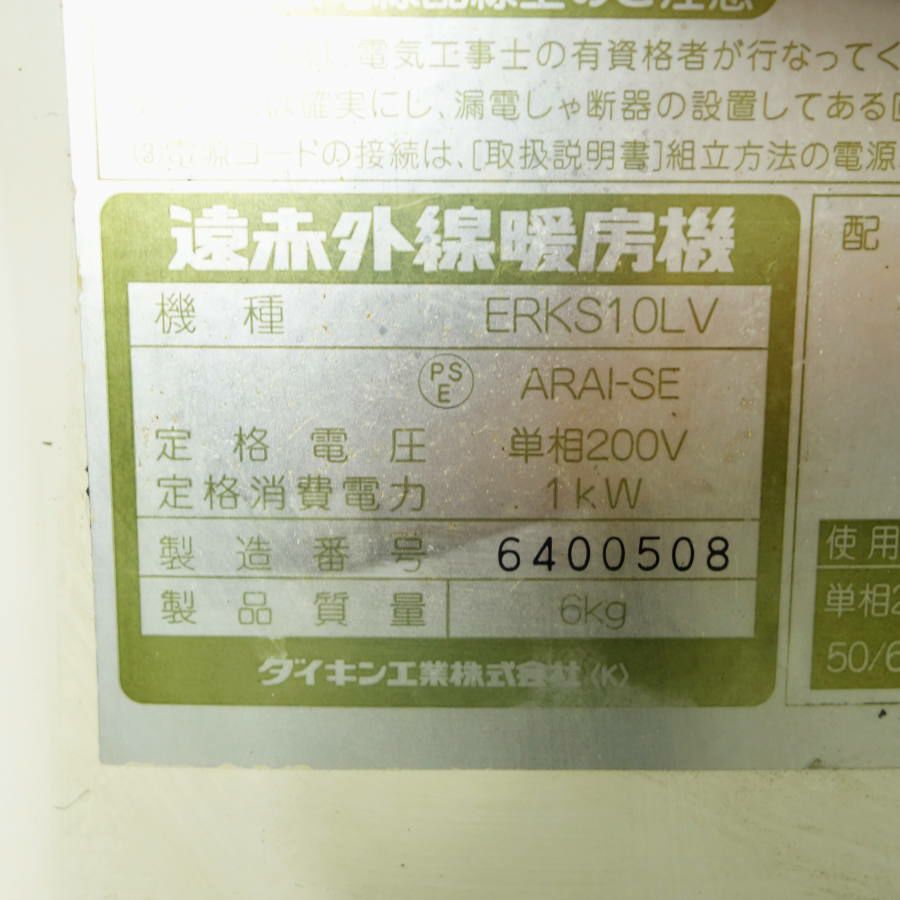 電気工事士の有資格者が行なってく
は確実にし、漏電しゃ断器の設置してある
(3)電源コードの接続は、[取扱説明書]組立方法の電源
遠赤外線暖房機
機種 ERKS10LV
PSE ARAI-SE
定格電圧 単相200V
定格消費電力 1kW
製造番号 6400508
製品質量 6kg
ダイキン工業株式会社〈K〉
配
使用
単相2
50/6